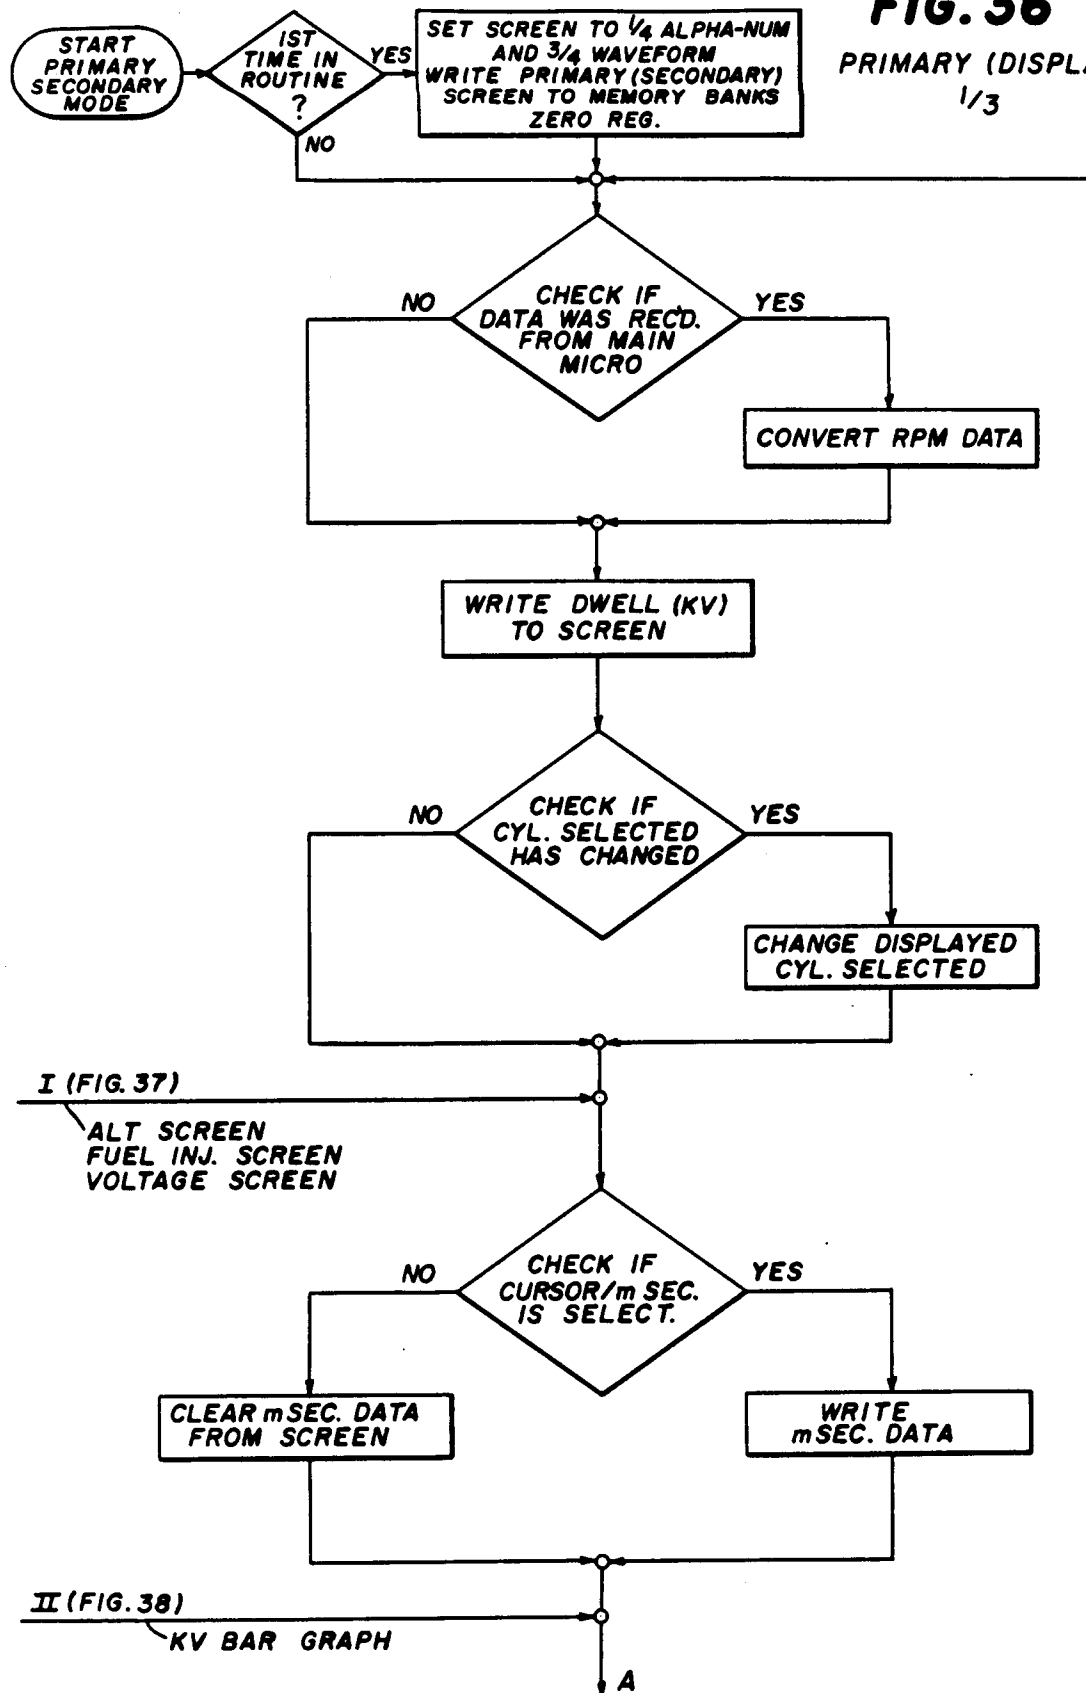 FIG. 36
PRIMARY (DISPLA
1/3
START
PRIMARY
SECONDARY
MODE
IST
TIME IN
ROUTINE
?
YES
NO
SET SCREEN TO 1/4 ALPHA-NUM
AND 3/4 WAVEFORM
WRITE PRIMARY (SECONDARY)
SCREEN TO MEMORY BANKS
ZERO REG.
NO
CHECK IF
DATA WAS REC'D.
FROM MAIN
MICRO
YES
CONVERT RPM DATA
WRITE DWELL (KV)
TO SCREEN
NO
CHECK IF
CYL. SELECTED
HAS CHANGED
YES
CHANGE DISPLAYED
CYL. SELECTED
I (FIG. 37)
ALT SCREEN
FUEL INJ. SCREEN
VOLTAGE SCREEN
NO
CHECK IF
CURSOR/m SEC.
IS SELECT.
YES
CLEAR mSEC. DATA
FROM SCREEN
WRITE
mSEC. DATA
II (FIG. 38)
KV BAR GRAPH
A